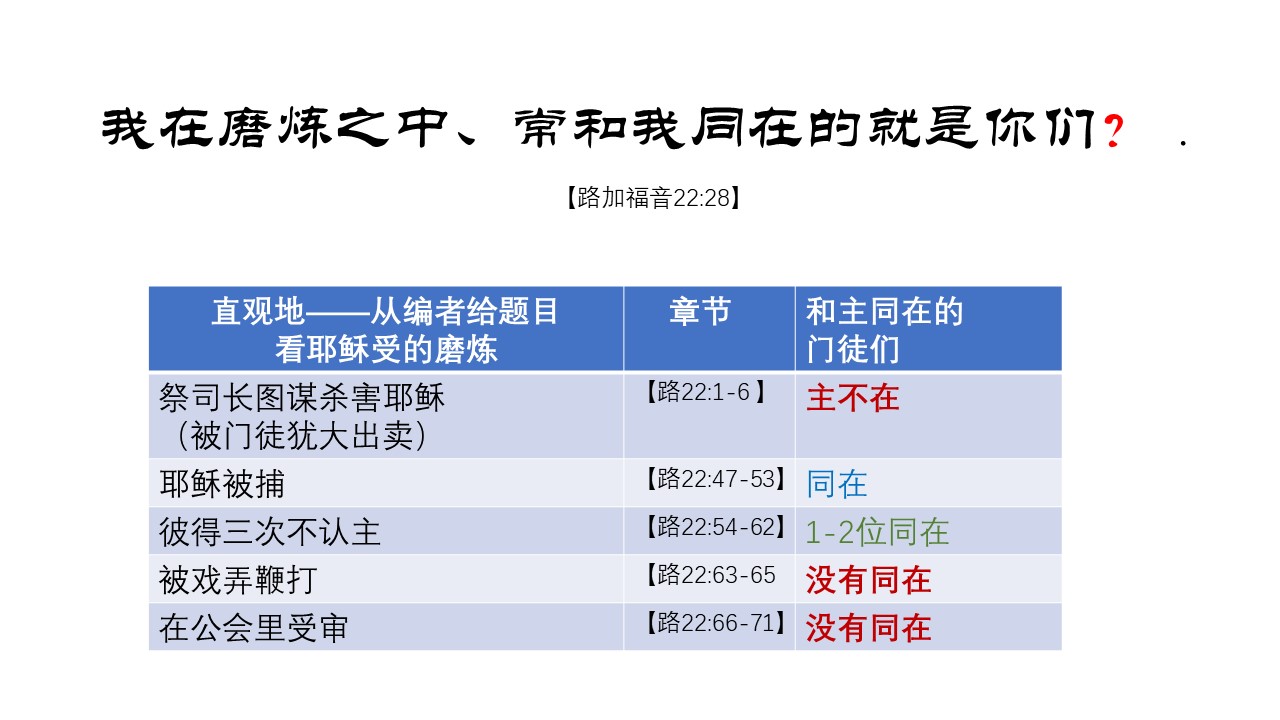 我在磨炼之中、常和我同在的就是你们? .
【路加福音22:28】
直观地——从编者给题目
看耶稣受的磨炼
章节
和主同在的
门徒们
祭司长图谋杀害耶稣
（被门徒犹大出卖）
【路22:1-6 】
主不在
耶稣被捕
【路22:47-53】
同在
彼得三次不认主
【路22:54-62】
1-2位同在
被戏弄鞭打
【路22:63-65
没有同在
在公会里受审
【路22:66-71】
没有同在